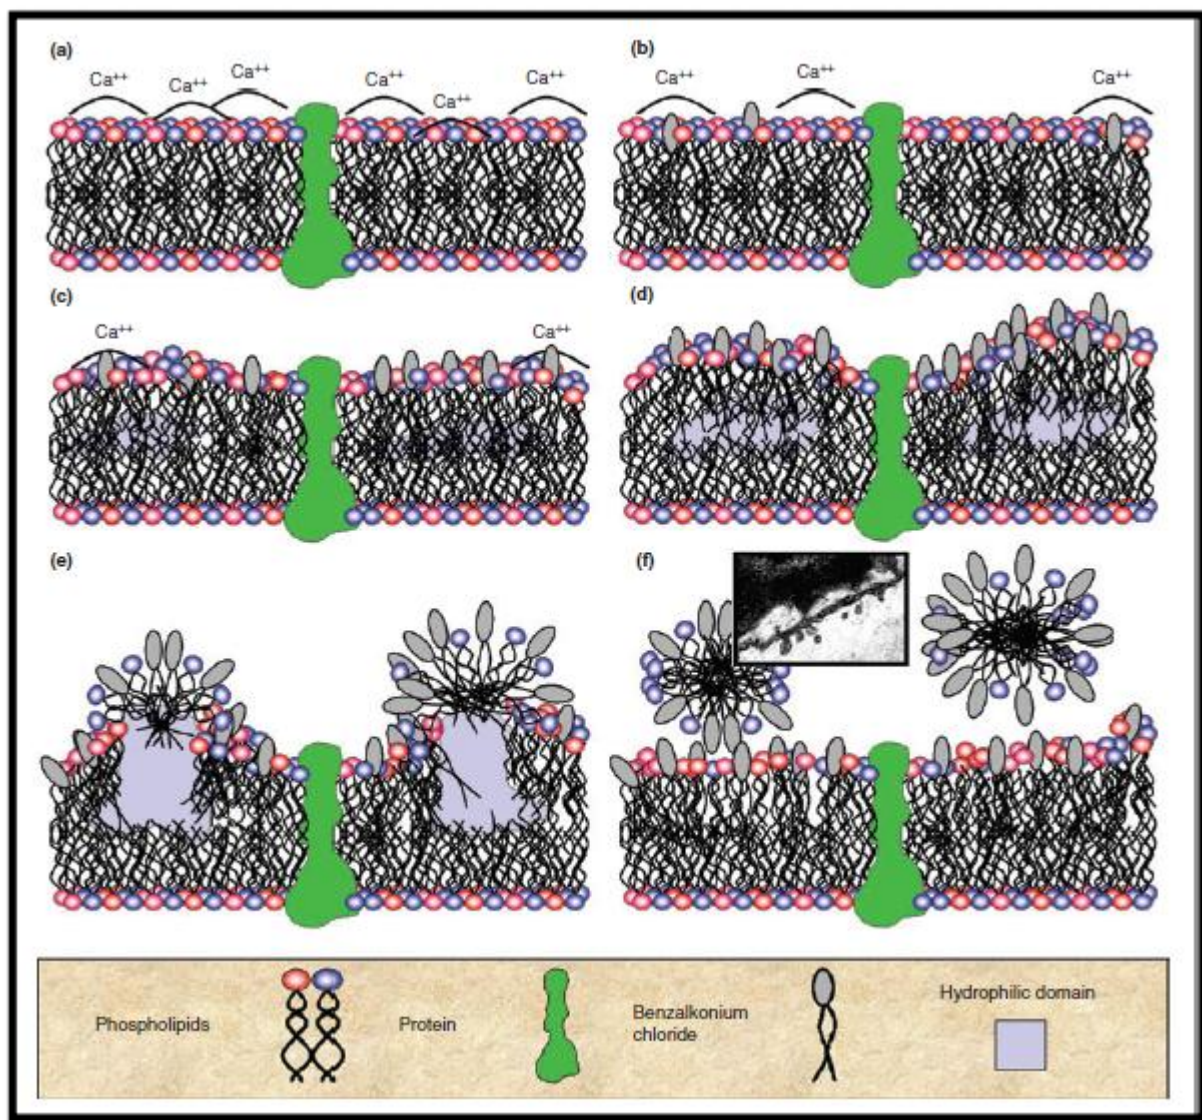 (a)
Ca++
Ca++
Ca++
Ca++
Ca++
Ca++
(b)
Ca++
Ca++
Ca++
(c)
Ca++
Ca++
(d)
(e)
(f)
Phospholipids
Protein
Benzalkonium
chloride
Hydrophilic domain